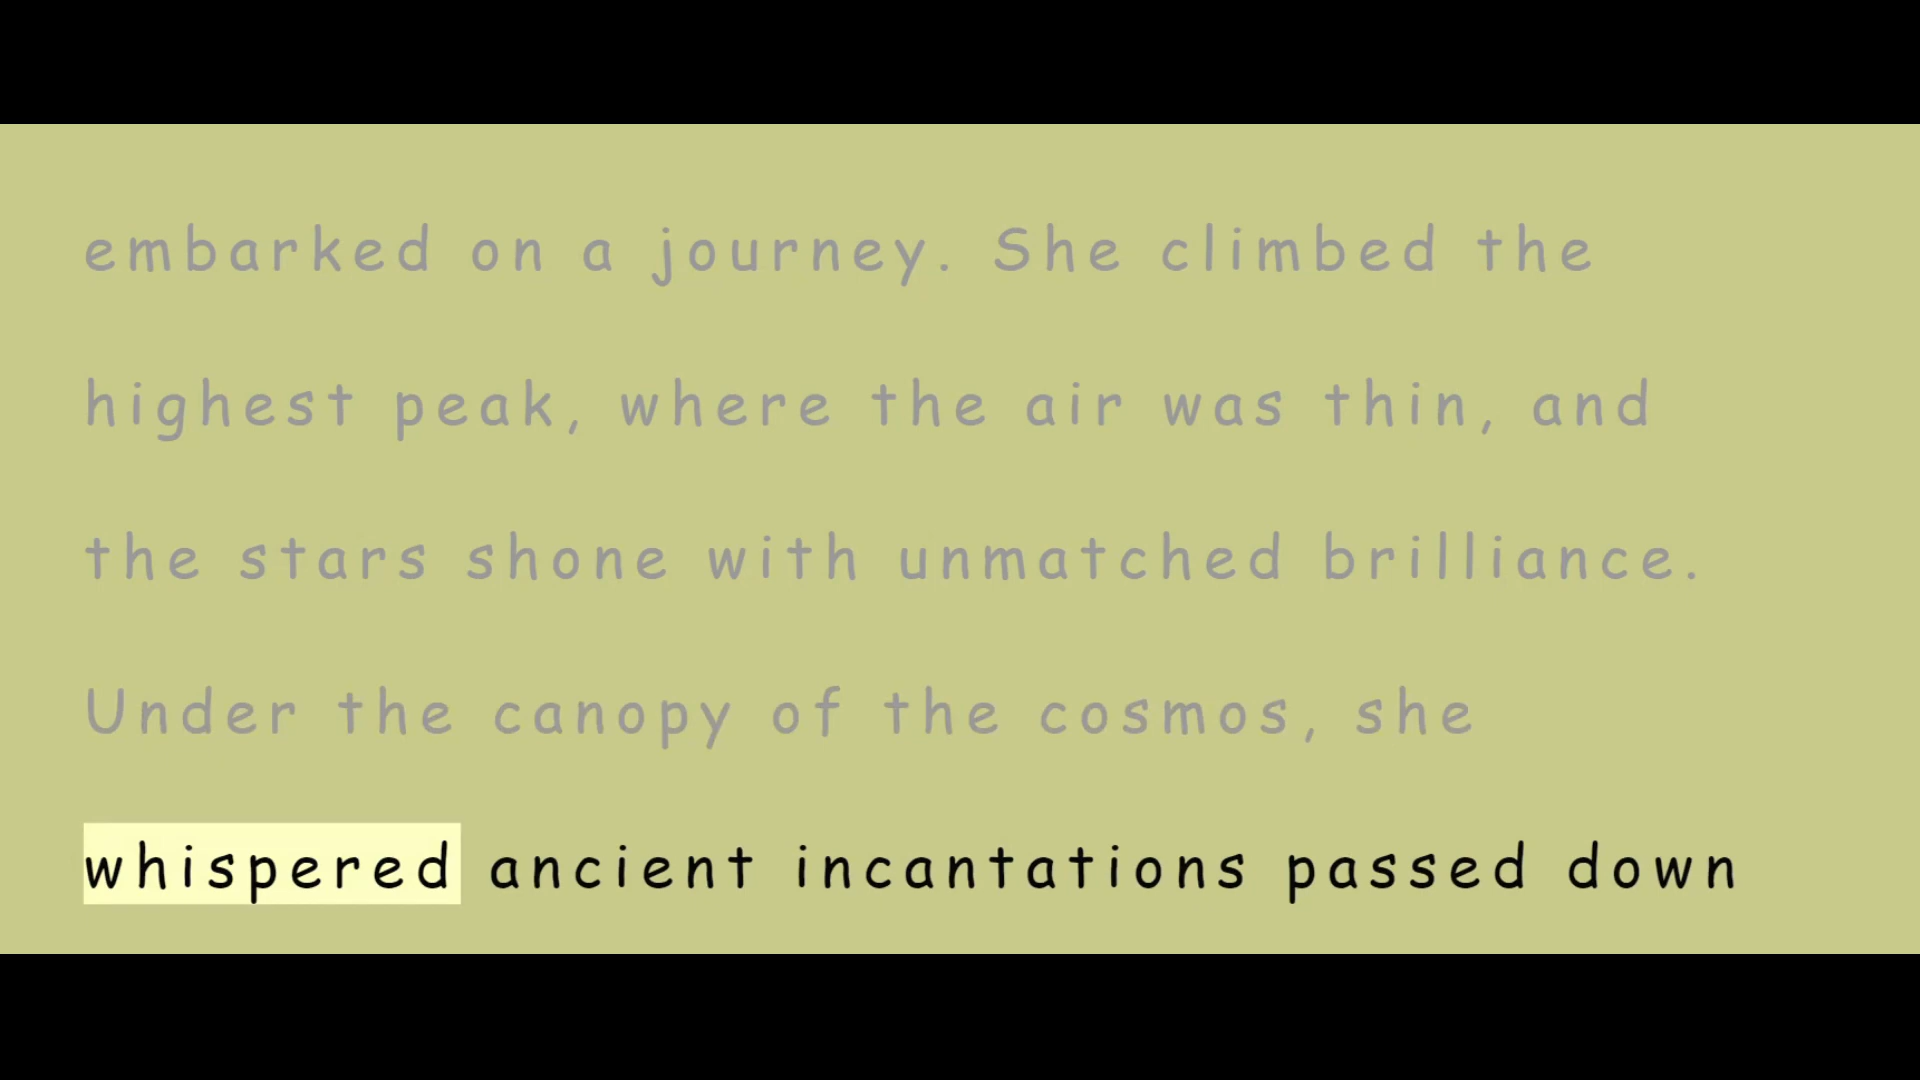 embarked on a journey. She climbed the
highest peak, where the air was thin, and
the stars shone with unmatched brilliance.
Under the canopy of the cosmos, she
whispered ancient incantations passed down